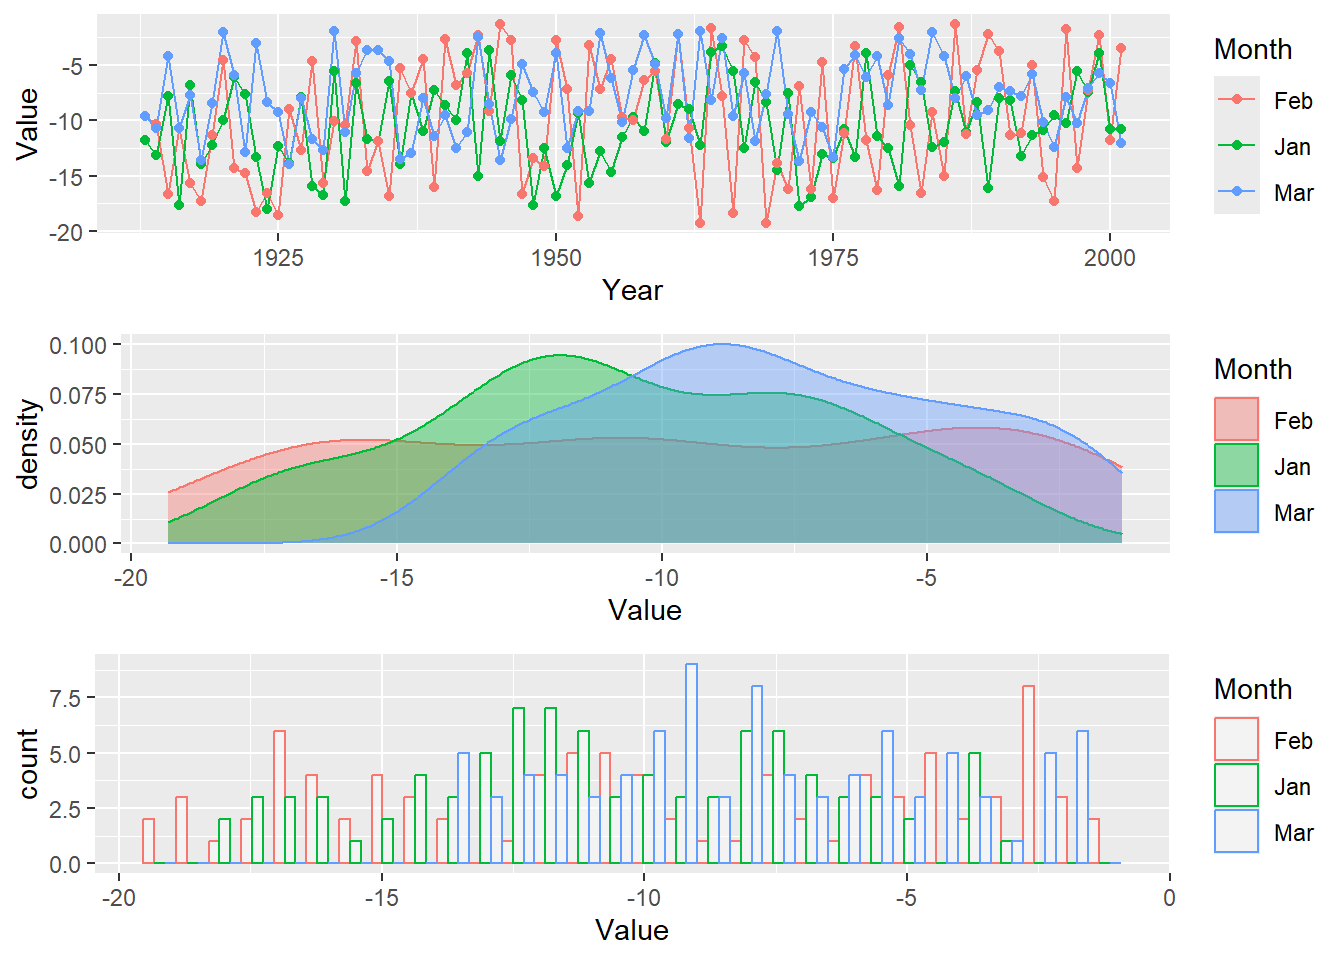 Value
-5
-10
-15
-20
1925 1950 1975 2000
Year
Month
Feb
Jan
Mar
density
0.100
0.075
0.050
0.025
0.000
-20 -15 -10 -5
Value
Month
Feb
Jan
Mar
count
7.5
5.0
2.5
0.0
-20 -15 -10 -5 0
Value
Month
Feb
Jan
Mar